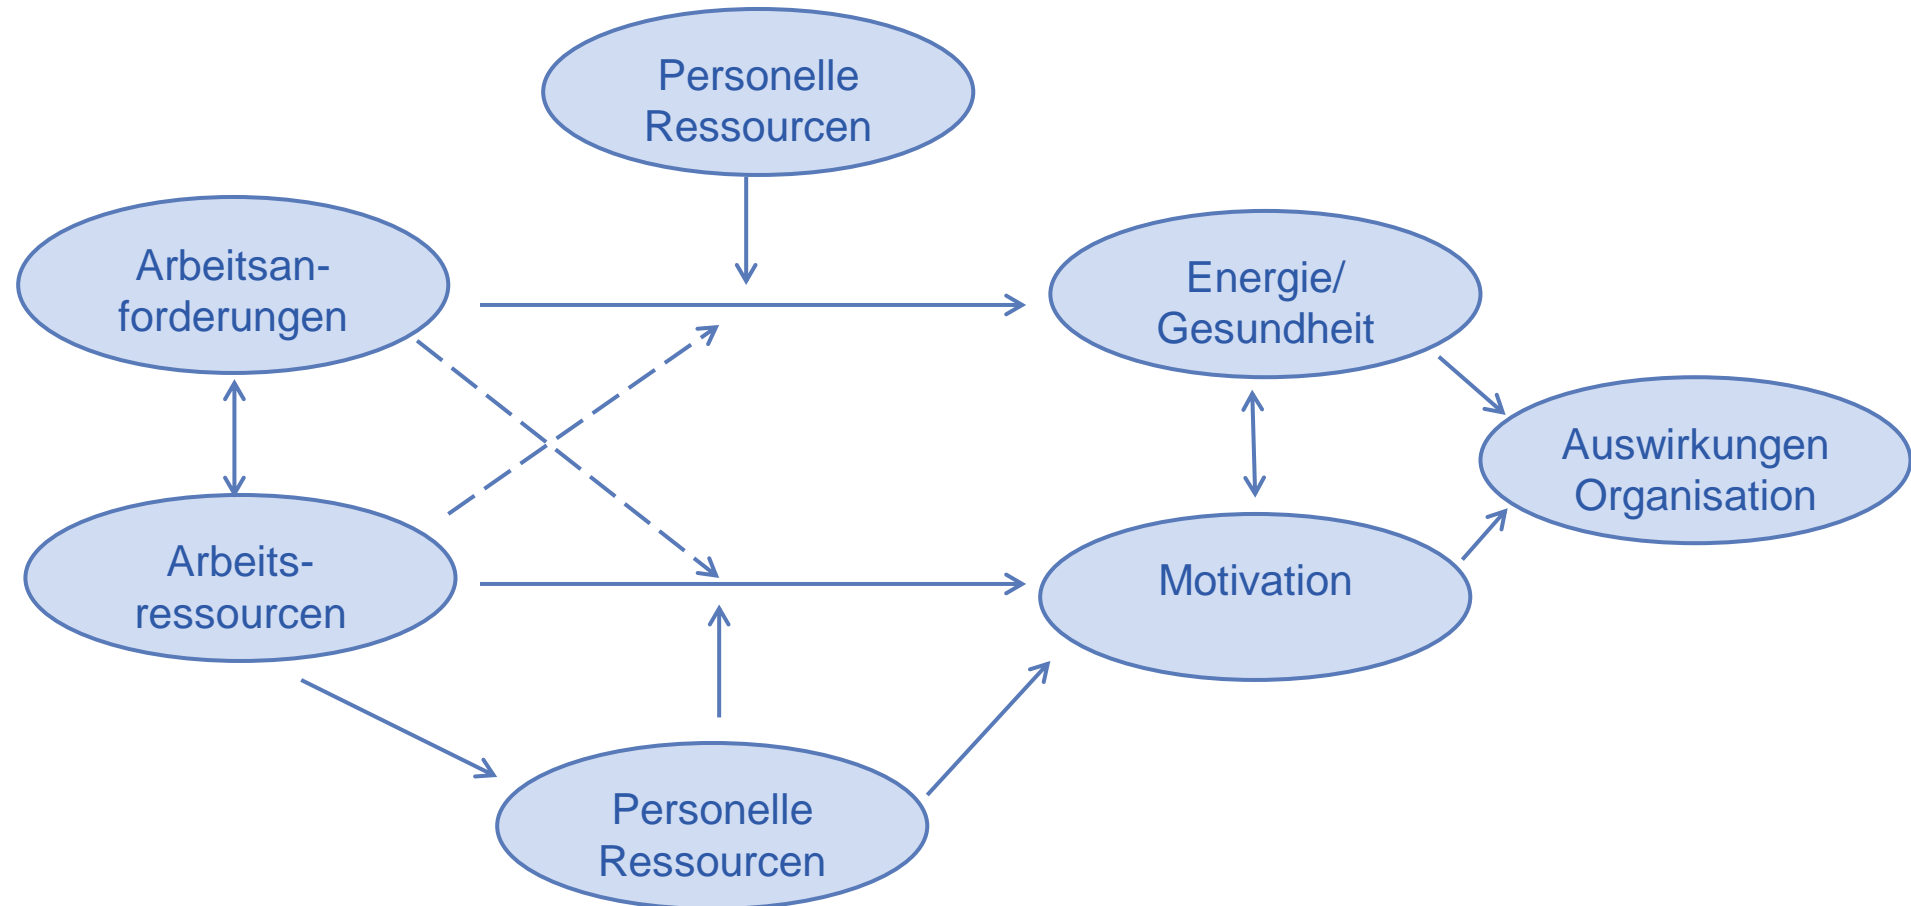 Personelle
Ressourcen
Arbeitsan-
forderungen
Energie/
Gesundheit
Auswirkungen
Organisation
Arbeits-
ressourcen
Motivation
Personelle
Ressourcen